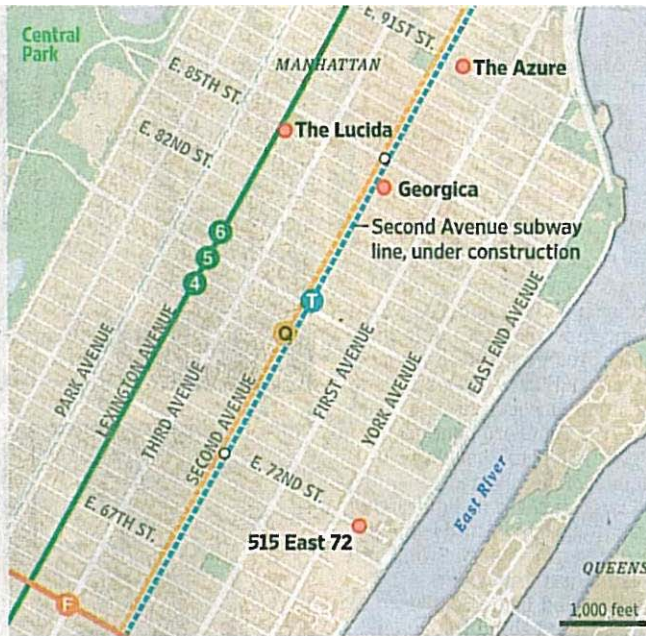 Central
Park
E. 91ST ST.
MANHATTAN
The Azure
E. 85TH ST.
The Lucida
E. 82ND ST.
Georgica
Second Avenue subway
line, under construction
6
5
4
T
Q
PARK AVENUE
LEXINGTON AVENUE
THIRD AVENUE
SECOND AVENUE
FIRST AVENUE
YORK AVENUE
EAST END AVENUE
E. 72ND ST.
E. 67TH ST.
East River
515 East 72
QUEENS
F
1,000 feet